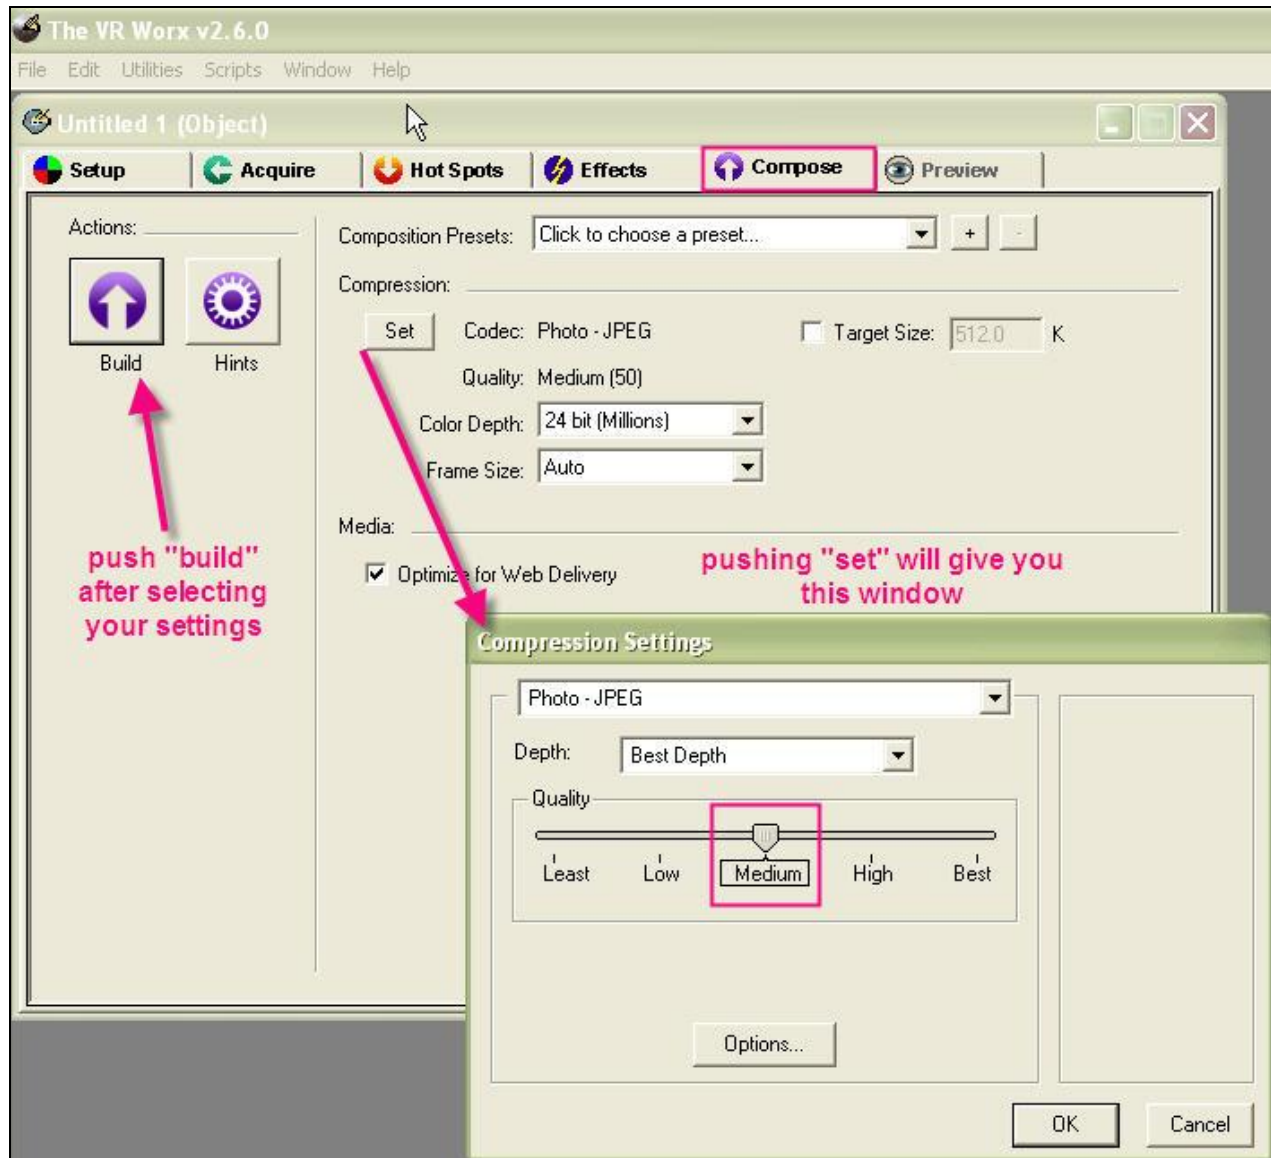 The VR Worx v2.6.0
File Edit Utilities Scripts Window Help
Untitled 1 (Object)
Setup Acquire Hot Spots Effects Compose Preview
Actions:
Build Hints
Composition Presets: Click to choose a preset... + -
Compression:
Set Codec: Photo - JPEG Target Size: 512.0 K
Quality: Medium (50)
Color Depth: 24 bit (Millions)
Frame Size: Auto
Media:
Optimize for Web Delivery
push "build"
after selecting
your settings
pushing "set" will give you
this window
Compression Settings
Photo - JPEG
Depth: Best Depth
Quality
Least Low Medium High Best
Options...
OK Cancel